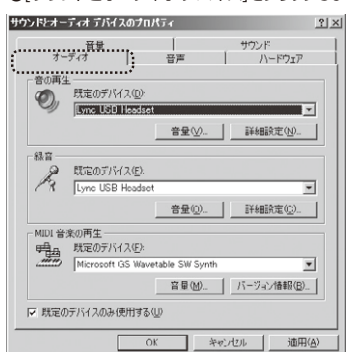 サウンドとオーディオ デバイスのプロパティ
音量 サウンド
オーディオ 音声 ハードウェア
音の再生
既定のデバイス(D):
Lync USB Headset
音量(V)... 詳細設定(N)...
録音
既定のデバイス(E):
Lync USB Headset
音量(O)... 詳細設定(C)...
MIDI 音楽の再生
既定のデバイス(F):
Microsoft GS Wavetable SW Synth
音量(M)... バージョン情報(B)...
既定のデバイスのみ使用する(U)
OK キャンセル 適用(A)